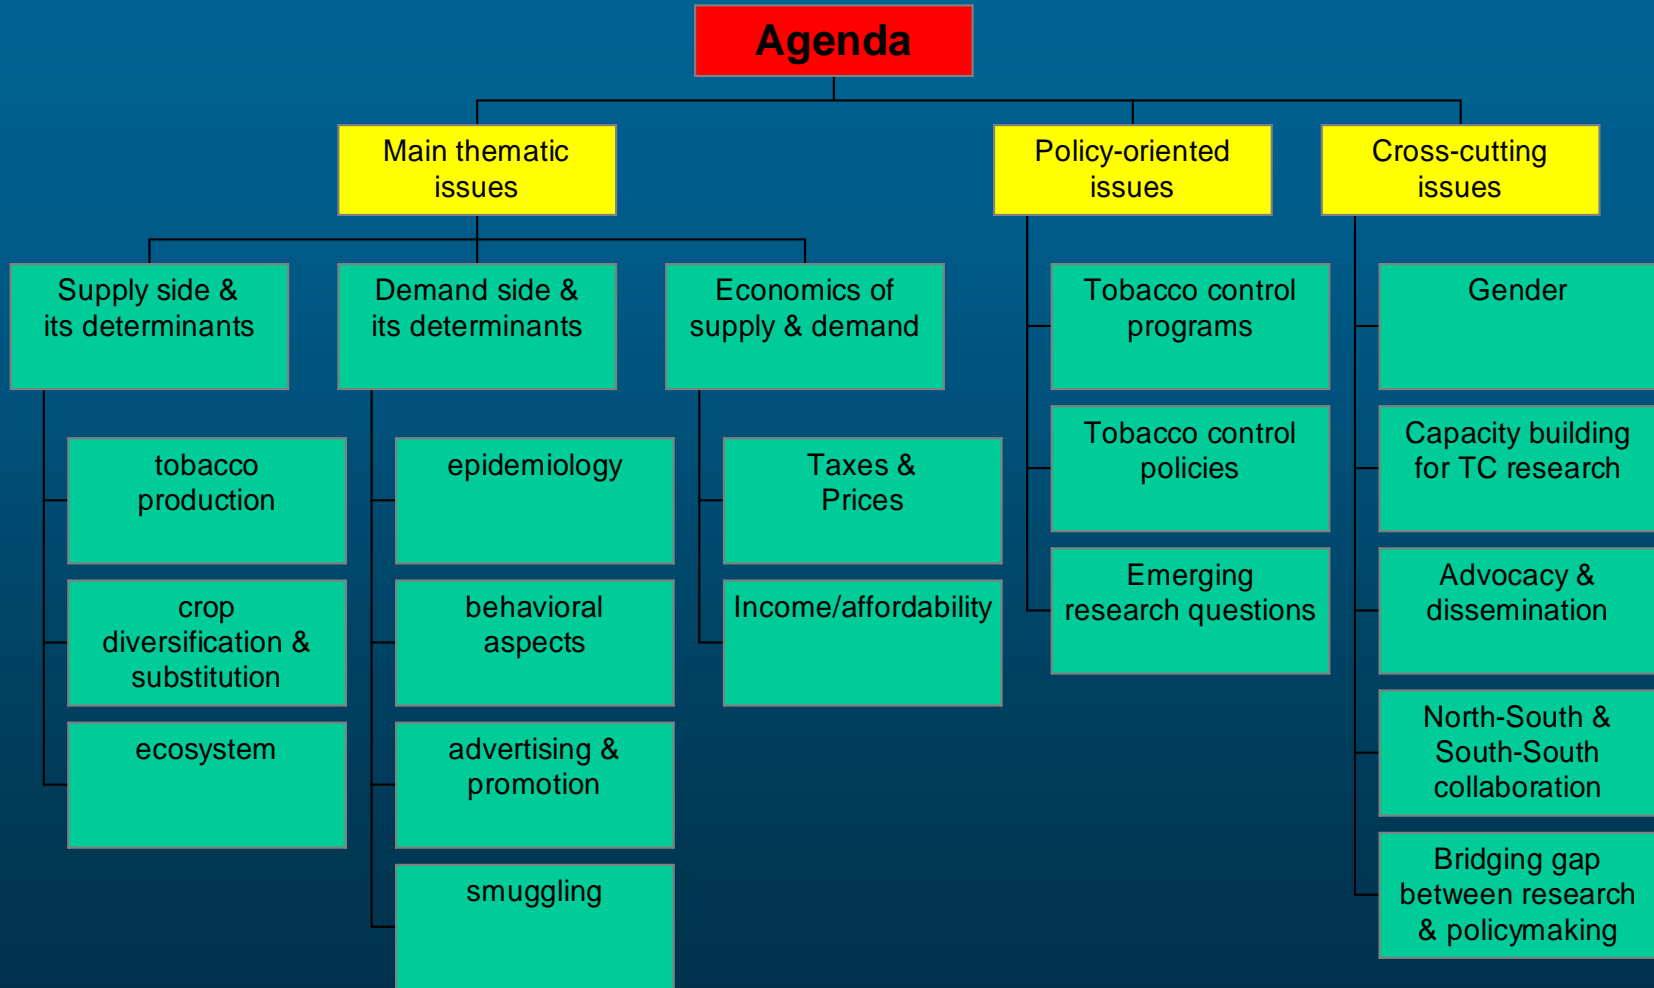 Agenda
Main thematic
issues
Policy-oriented
issues
Cross-cutting
issues
Supply side &
its determinants
Demand side &
its determinants
Economics of
supply & demand
tobacco
production
crop
diversification &
substitution
ecosystem
epidemiology
behavioral
aspects
advertising &
promotion
smuggling
Taxes &
Prices
Income/affordability
Tobacco control
programs
Tobacco control
policies
Emerging
research questions
Gender
Capacity building
for TC research
Advocacy &
dissemination
North-South &
South-South
collaboration
Bridging gap
between research
& policymaking